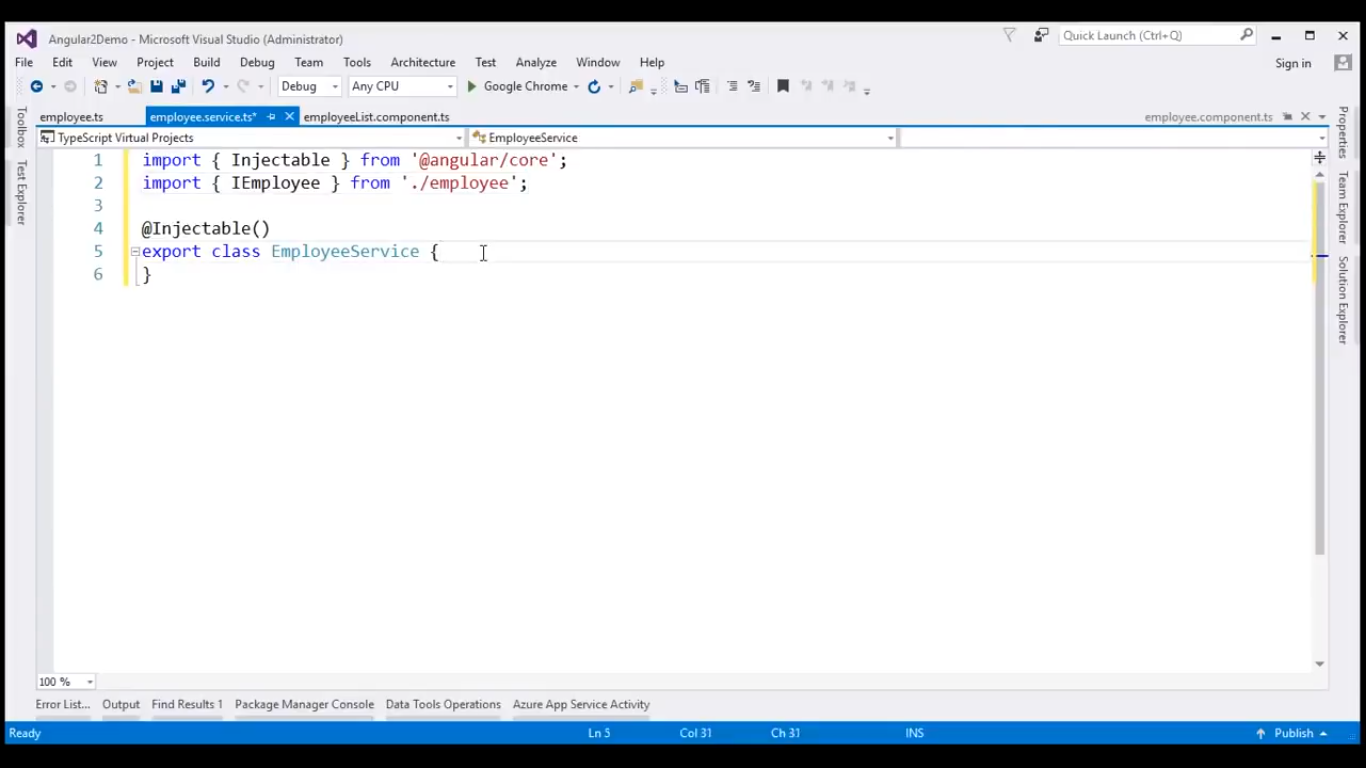 Angular2Demo - Microsoft Visual Studio (Administrator)
Quick Launch (Ctrl+Q)
File Edit View Project Build Debug Team Tools Architecture Test Analyze Window Help
Sign in
Debug Any CPU Google Chrome
employee.ts employee.service.ts* employeeList.component.ts employee.component.ts
TypeScript Virtual Projects EmployeeService
Toolbox
Test Explorer
1 import { Injectable } from '@angular/core';
2 import { IEmployee } from './employee';
3
4 @Injectable()
5 export class EmployeeService {
6 }
Properties
Team Explorer
Solution Explorer
100 %
Error List... Output Find Results 1 Package Manager Console Data Tools Operations Azure App Service Activity
Ready Ln 5 Col 31 Ch 31 INS Publish